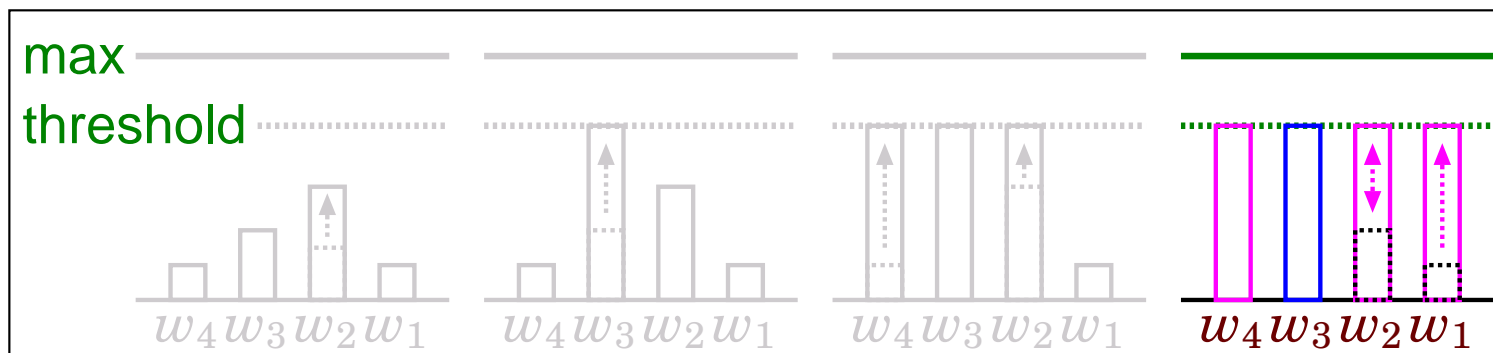 max
threshold
w₄ w₃ w₂ w₁ w₄ w₃ w₂ w₁ w₄ w₃ w₂ w₁ w₄ w₃ w₂ w₁